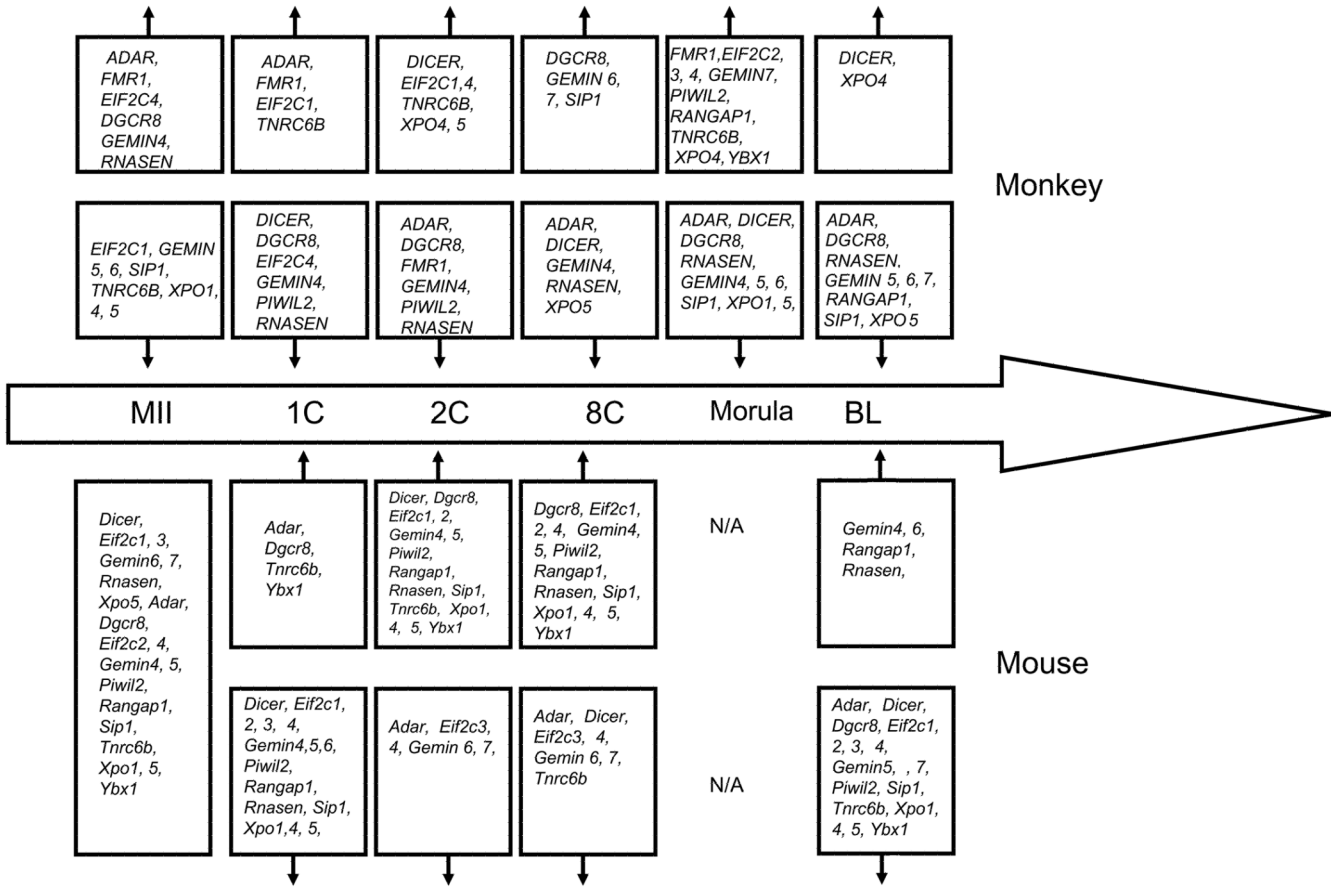 ADAR,
FMR1,
EIF2C4,
DGCR8
GEMIN4,
RNASEN
ADAR,
FMR1,
EIF2C1,
TNRC6B
DICER,
EIF2C1,4,
TNRC6B,
XPO4, 5
DGCR8,
GEMIN 6,
7, SIP1
FMR1,EIF2C2,
3, 4, GEMIN7,
PIWIL2,
RANGAP1,
TNRC6B,
XPO4, YBX1
DICER,
XPO4
Monkey
EIF2C1, GEMIN
5, 6, SIP1,
TNRC6B, XPO1,
4, 5
DICER,
DGCR8,
EIF2C4,
GEMIN4,
PIWIL2,
RNASEN
ADAR,
DGCR8,
FMR1,
GEMIN4,
PIWIL2,
RNASEN
ADAR,
DICER,
GEMIN4,
RNASEN,
XPO5
ADAR, DICER,
DGCR8,
RNASEN,
GEMIN4, 5, 6,
SIP1, XPO1, 5,
ADAR,
DGCR8,
RNASEN,
GEMIN 5, 6, 7,
RANGAP1,
SIP1, XPO5
MII 1C 2C 8C Morula BL
Dicer,
Eif2c1, 3,
Gemin6, 7,
Rnasen,
Xpo5, Adar,
Dgcr8,
Eif2c2, 4,
Gemin4, 5,
Piwil2,
Rangap1,
Sip1,
Tnrc6b,
Xpo1, 5,
Ybx1
Adar,
Dgcr8,
Tnrc6b,
Ybx1
Dicer, Dgcr8,
Eif2c1, 2,
Gemin4, 5,
Piwil2,
Rangap1,
Rnasen, Sip1,
Tnrc6b, Xpo1,
4, 5, Ybx1
Dgcr8, Eif2c1,
2, 4, Gemin4,
5, Piwil2,
Rangap1,
Rnasen, Sip1,
Xpo1, 4, 5,
Ybx1
N/A
Gemin4, 6,
Rangap1,
Rnasen,
Mouse
Dicer, Eif2c1,
2, 3, 4,
Gemin4,5,6,
Piwil2,
Rangap1,
Rnasen, Sip1,
Xpo1,4, 5,
Adar, Eif2c3,
4, Gemin 6, 7,
Adar, Dicer,
Eif2c3, 4,
Gemin 6, 7,
Tnrc6b
N/A
Adar, Dicer,
Dgcr8, Eif2c1,
2, 3, 4,
Gemin5, , 7,
Piwil2, Sip1,
Tnrc6b, Xpo1,
4, 5, Ybx1